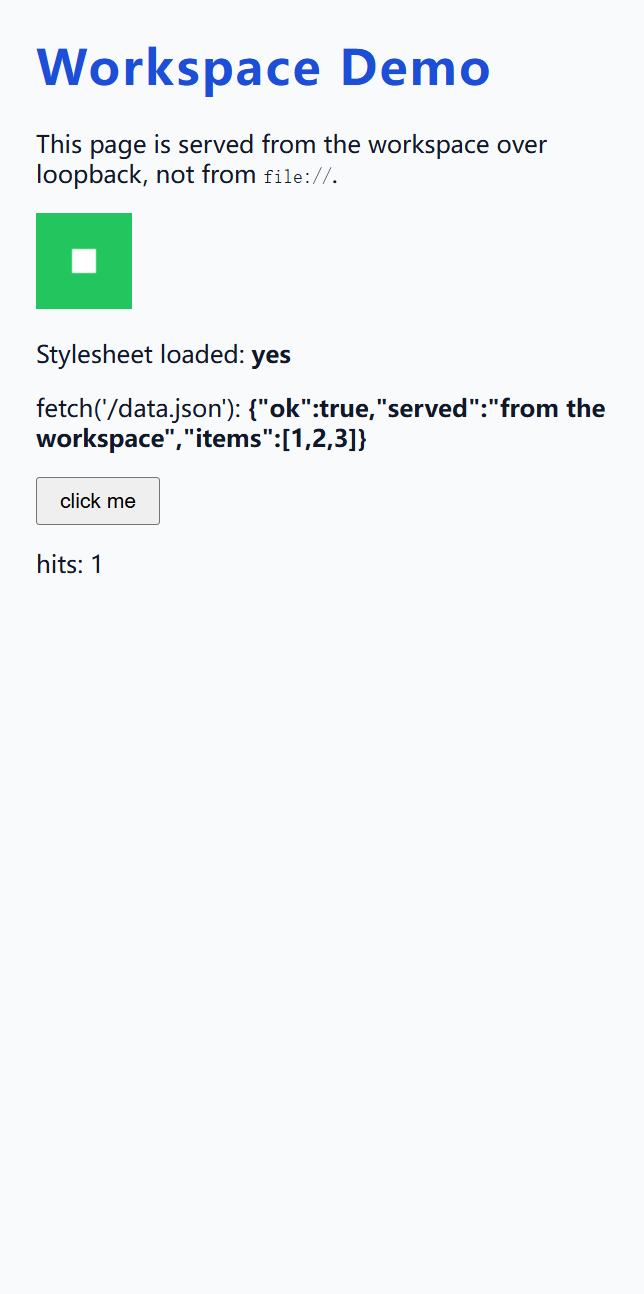 Workspace Demo
This page is served from the workspace over
loopback, not from file://.
Stylesheet loaded: yes
fetch('/data.json'): {"ok":true,"served":"from the
workspace","items":[1,2,3]}
click me
hits: 1